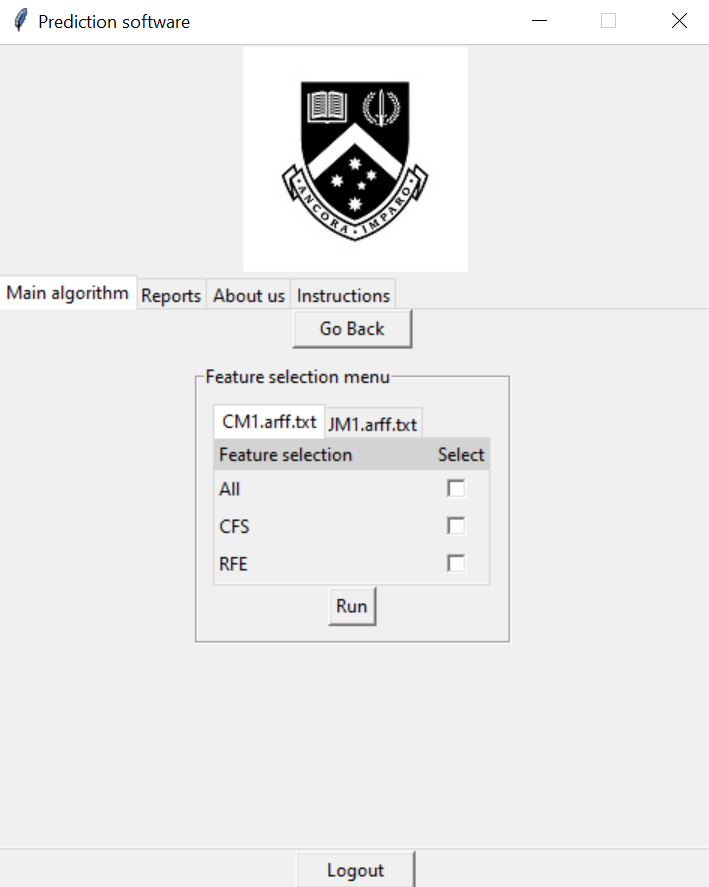 Prediction software
ANCORA IMPARO
Main algorithm Reports About us Instructions
Go Back
Feature selection menu
CM1.arff.txt JM1.arff.txt
Feature selection Select
All
CFS
RFE
Run
Logout